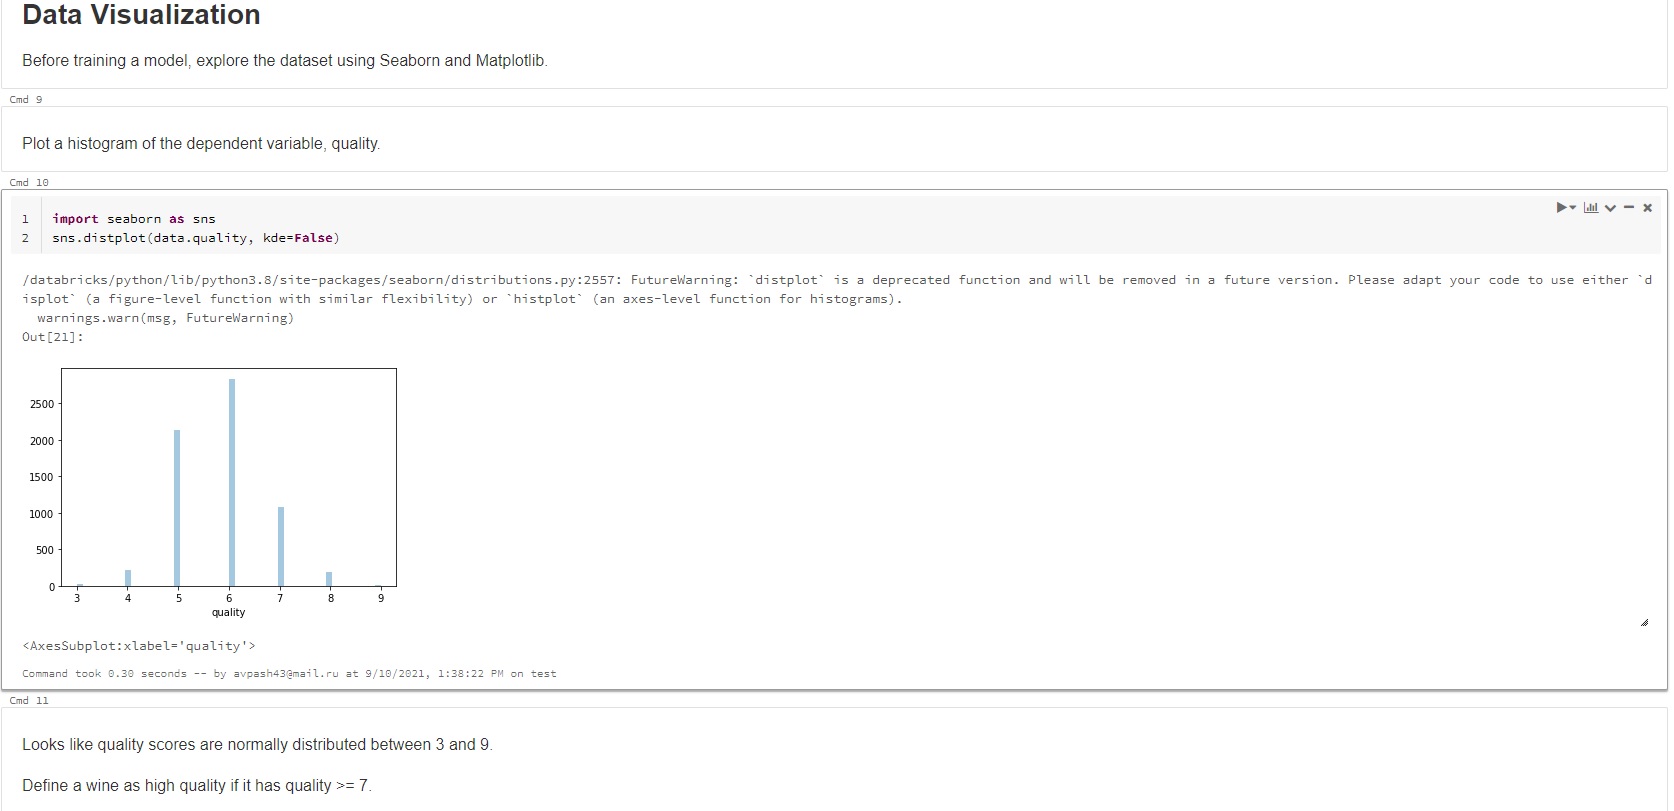 Data Visualization
Before training a model, explore the dataset using Seaborn and Matplotlib.
Cmd 9
Plot a histogram of the dependent variable, quality.
Cmd 10
1 import seaborn as sns
2 sns.distplot(data.quality, kde=False)
/databricks/python/lib/python3.8/site-packages/seaborn/distributions.py:2557: FutureWarning: `distplot` is a deprecated function and will be removed in a future version. Please adapt your code to use either `d
isplot` (a figure-level function with similar flexibility) or `histplot` (an axes-level function for histograms).
warnings.warn(msg, FutureWarning)
Out[21]:
2500
2000
1500
1000
500
0
3 4 5 6 7 8 9
quality
<AxesSubplot:xlabel='quality'>
Command took 0.30 seconds -- by avpash43@mail.ru at 9/10/2021, 1:38:22 PM on test
Cmd 11
Looks like quality scores are normally distributed between 3 and 9.
Define a wine as high quality if it has quality >= 7.